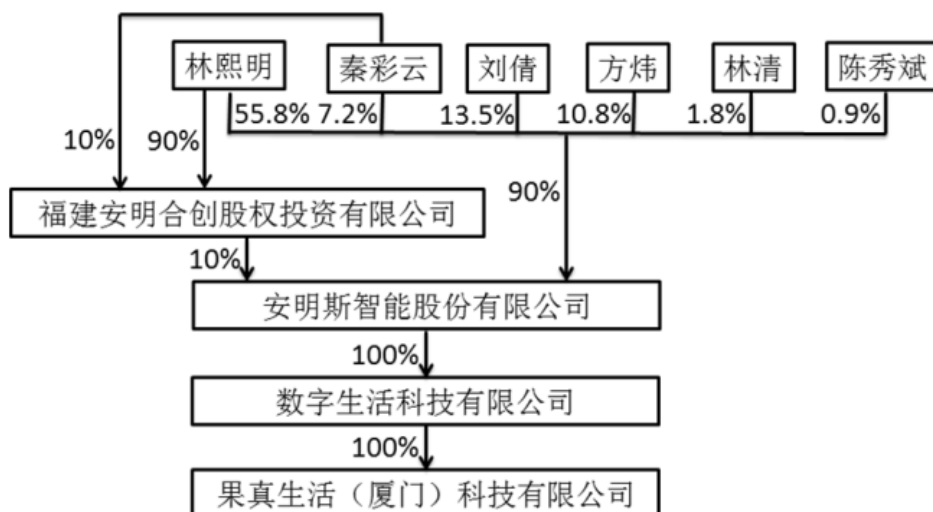 林熙明 秦彩云 刘倩 方炜 林清 陈秀斌
55.8% 7.2% 13.5% 10.8% 1.8% 0.9%
10% 90%
90%
福建安明合创股权投资有限公司
10%
安明斯智能股份有限公司
100%
数字生活科技有限公司
100%
果真生活（厦门）科技有限公司